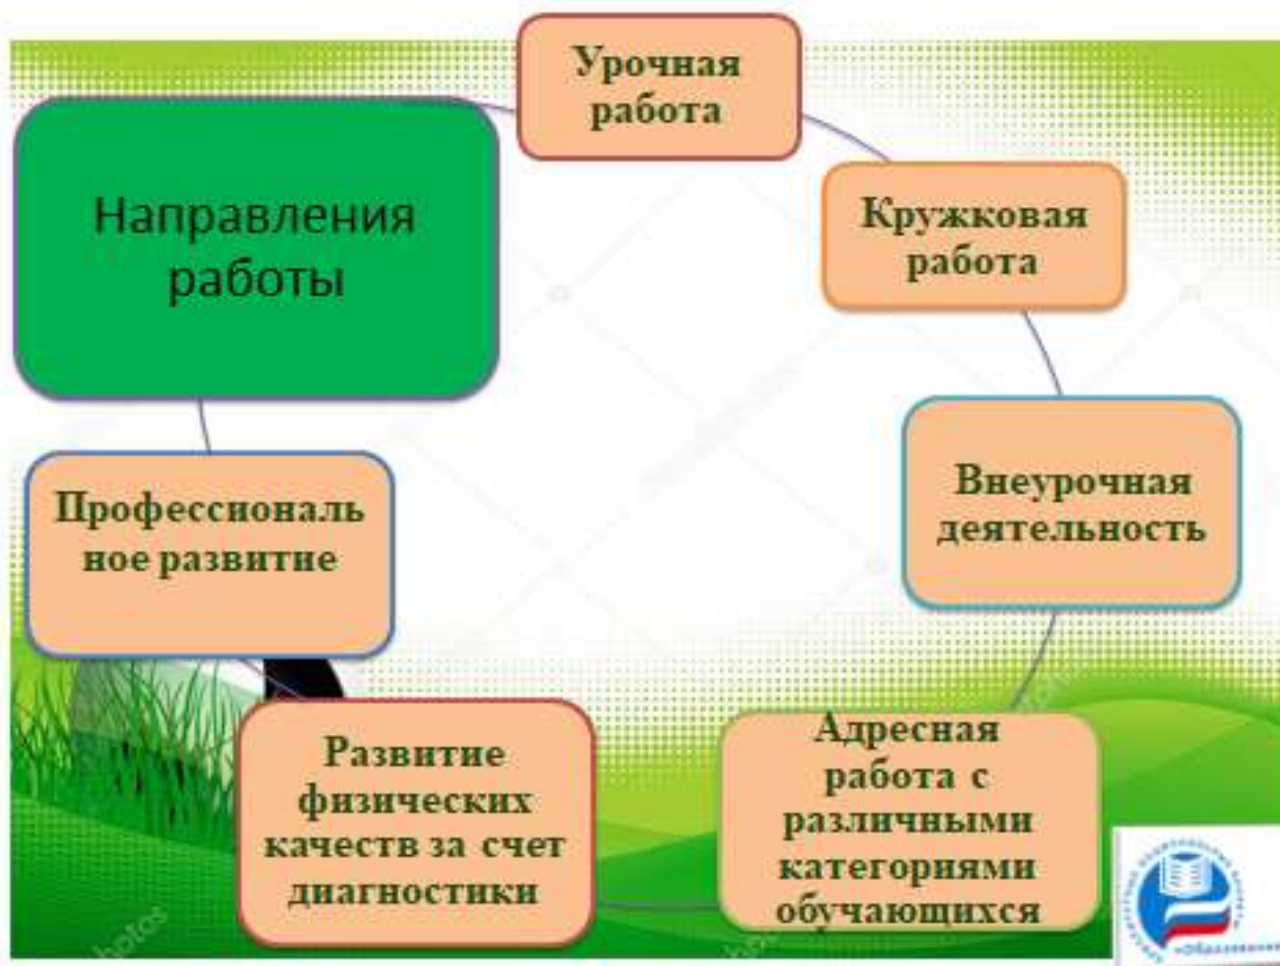 Урочная
работа
Направления
работы
Кружковая
работа
Внеурочная
деятельность
Профессиональ
ное развитие
Развитие
физических
качеств за счет
диагностики
Адресная
работа с
различными
категориями
обучающихся